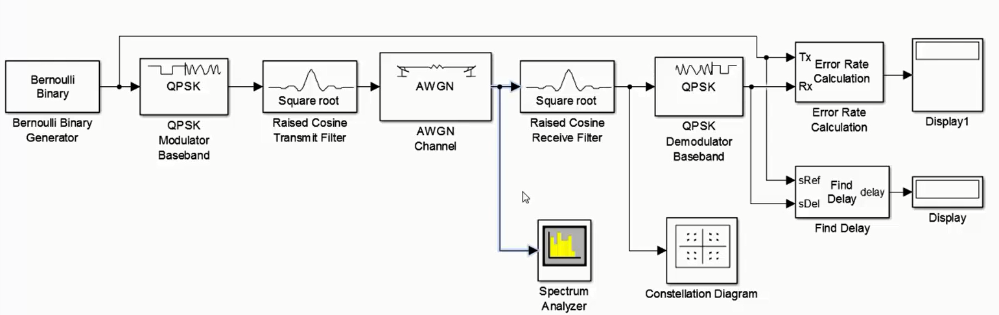 Bernoulli
Binary
Bernoulli Binary
Generator
QPSK
QPSK
Modulator
Baseband
Square root
Raised Cosine
Transmit Filter
AWGN
AWGN
Channel
Square root
Raised Cosine
Receive Filter
QPSK
QPSK
Demodulator
Baseband
Tx
Rx
Error Rate
Calculation
Error Rate
Calculation
Display1
sRef
sDel
Find
Delay
delay
Find Delay
Display
Spectrum
Analyzer
Constellation Diagram